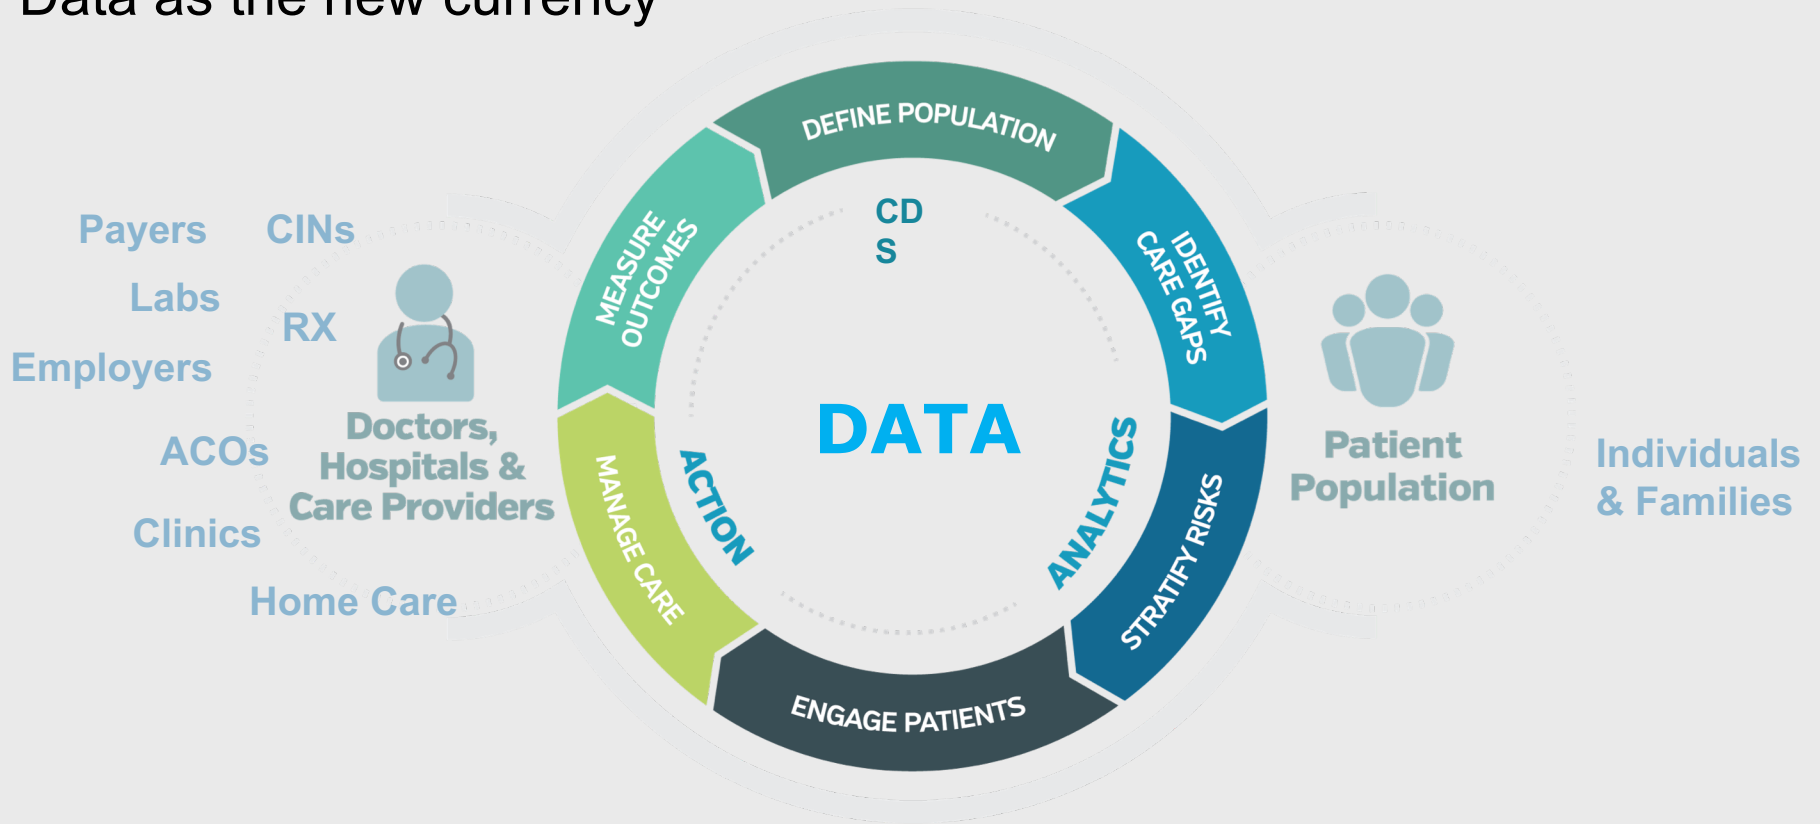 Data as the new currency
DEFINE POPULATION
IDENTIFY
CARE GAPS
STRATIFY RISKS
ENGAGE PATIENTS
MANAGE CARE
MEASURE
OUTCOMES
CD
S
DATA
ANALYTICS
ACTION
Payers
CINs
Labs
RX
Employers
ACOs
Clinics
Home Care
Doctors,
Hospitals &
Care Providers
Patient
Population
Individuals
& Families